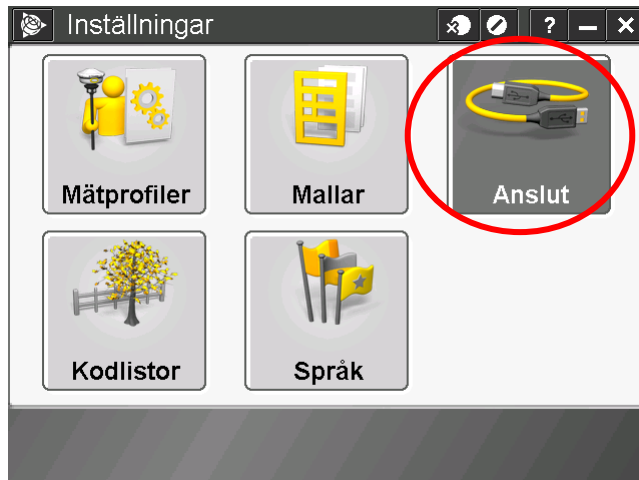 Inställningar ? – x
Mätprofiler Mallar Anslut
Kodlistor Språk